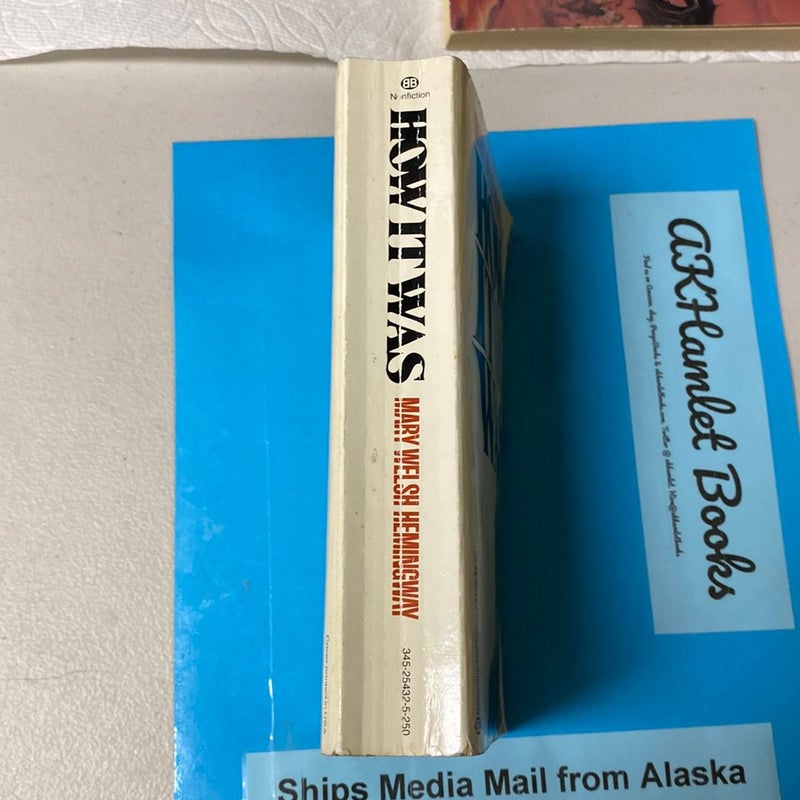 BB
Nonfiction
HOW IT WAS
MARY WELSH HEMINGWAY
345-25432-5-250
AKHamlet Books
Ships Media Mail from Alaska